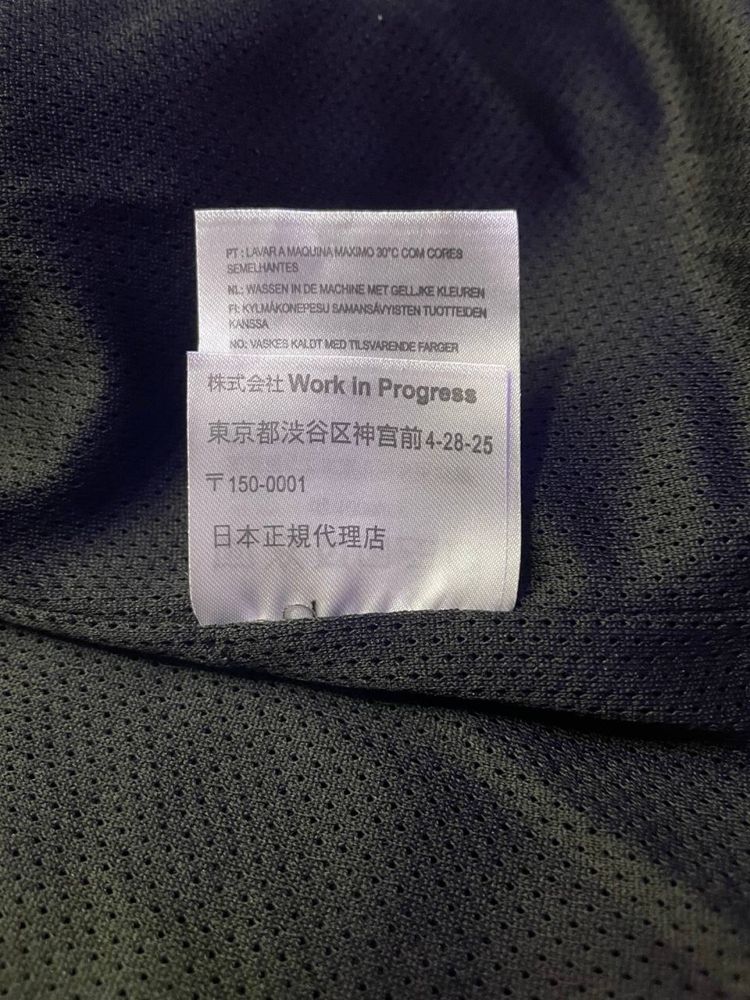 PT : LAVAR A MAQUINA MAXIMO 30°C COM CORES
SEMELHANTES
NL: WASSEN IN DE MACHINE MET GELIJKE KLEUREN
FI: KYLMÄKONEPESU SAMANSÄVYISTEN TUOTTEIDEN
KANSSA
NO: VASKES KALDT MED TILSVARENDE FARGER
株式会社 Work in Progress
東京都渋谷区神宮前4-28-25
〒150-0001
日本正規代理店